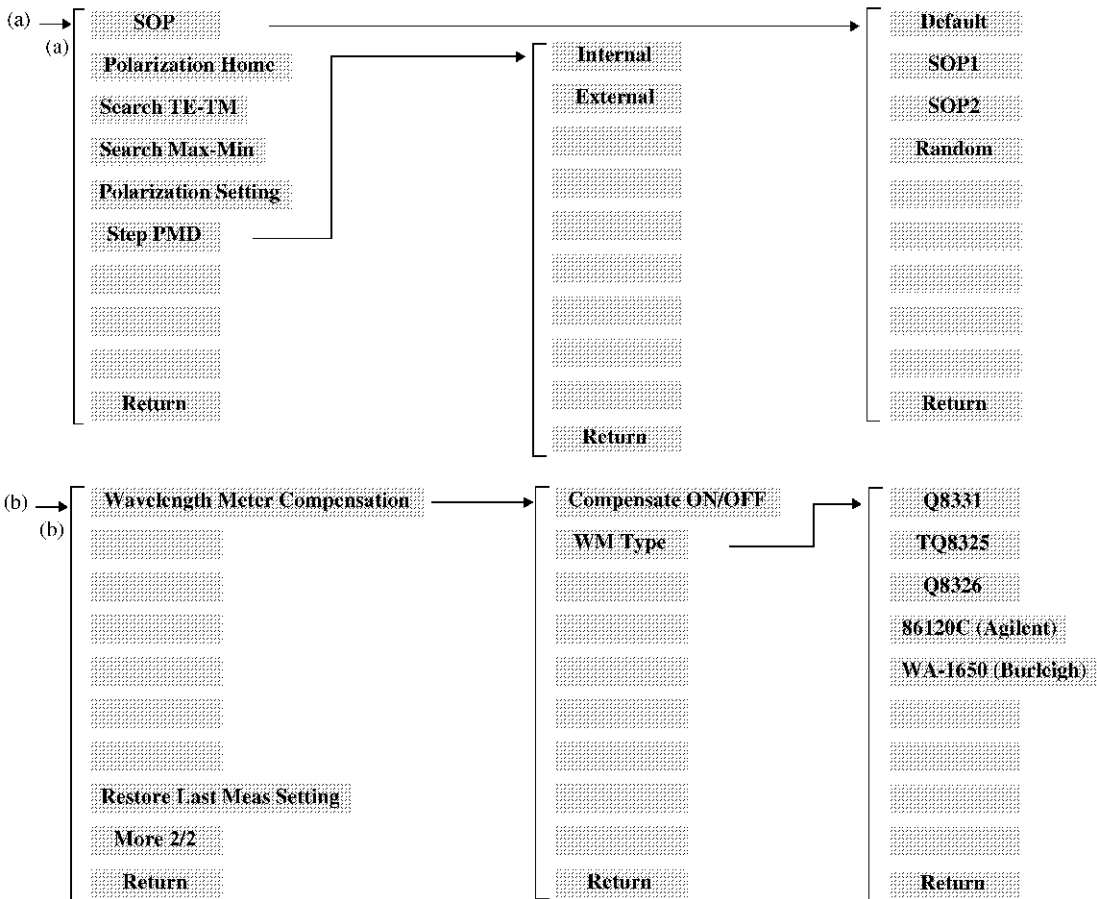 (a)
(a)
SOP
Polarization Home
Search TE-TM
Search Max-Min
Polarization Setting
Step PMD
Return
Internal
External
Return
Default
SOP1
SOP2
Random
Return
(b)
(b)
Wavelength Meter Compensation
Restore Last Meas Setting
More 2/2
Return
Compensate ON/OFF
WM Type
Return
Q8331
TQ8325
Q8326
86120C (Agilent)
WA-1650 (Burleigh)
Return